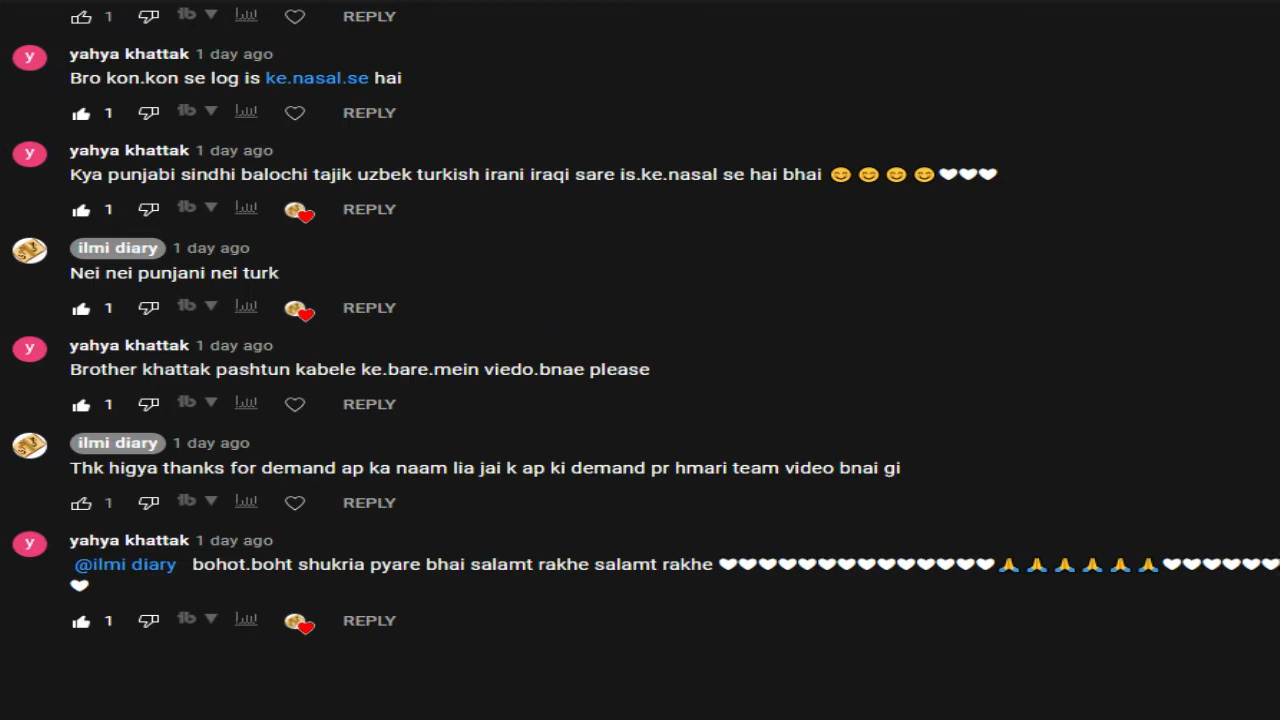 1 REPLY
yahya khattak 1 day ago
Bro kon.kon se log is ke.nasal.se hai
1 REPLY
yahya khattak 1 day ago
Kya punjabi sindhi balochi tajik uzbek turkish irani iraqi sare is.ke.nasal se hai bhai 😊😊😊😊🤍🤍🤍
1 REPLY
ilmi diary 1 day ago
Nei nei punjani nei turk
1 REPLY
yahya khattak 1 day ago
Brother khattak pashtun kabele ke.bare.mein viedo.bnae please
1 REPLY
ilmi diary 1 day ago
Thk higya thanks for demand ap ka naam lia jai k ap ki demand pr hmari team video bnai gi
1 REPLY
yahya khattak 1 day ago
@ilmi diary bohot.boht shukria pyare bhai salamt rakhe salamt rakhe 🤍🤍🤍🤍🤍🤍🤍🤍🤍🤍🤍🤍🤍🤍🙏🙏🙏🙏🙏🙏🤍🤍🤍🤍🤍🤍
🤍
1 REPLY